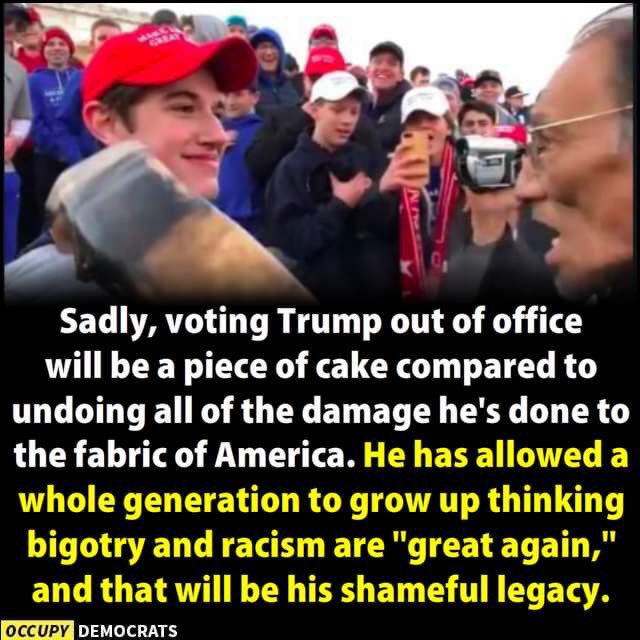 MAKE
GREAT
Sadly, voting Trump out of office
will be a piece of cake compared to
undoing all of the damage he's done to
the fabric of America. He has allowed a
whole generation to grow up thinking
bigotry and racism are "great again,"
and that will be his shameful legacy.
OCCUPY DEMOCRATS